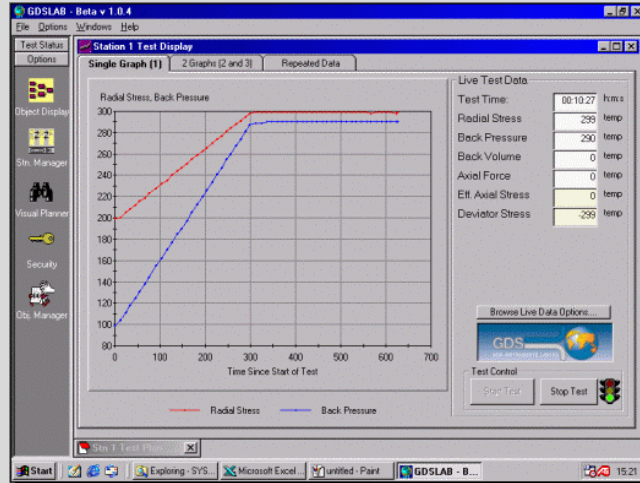 GDSLAB - Beta v 1.0.4
File Options Windows Help
Test Status
Options
Object Display
Stn. Manager
Visual Planner
Security
Obj. Manager
Station 1 Test Display
Single Graph (1) 2 Graphs (2 and 3) Repeated Data
Radial Stress, Back Pressure
300
280
260
240
220
200
180
160
140
120
100
80
0 100 200 300 400 500 600 700
Time Since Start of Test
Radial Stress Back Pressure
Live Test Data
Test Time: 00:10:27 h:m:s
Radial Stress 299 temp
Back Pressure 290 temp
Back Volume 0 temp
Axial Force 0 temp
Eff. Axial Stress 0 temp
Deviator Stress -299 temp
Browse Live Data Options....
GDS
Test Control
Start Test Stop Test
Stn 1 Test Plan
Start Exploring - SYS... Microsoft Excel ... untitled - Paint GDSLAB - B... 15:21